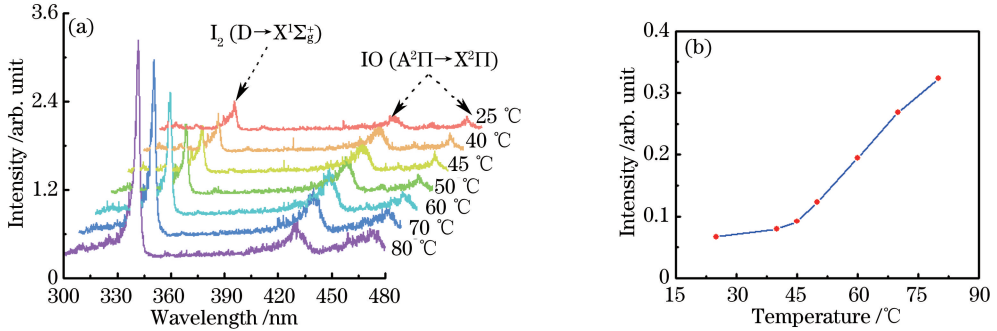 (a)
3.6
2.4
1.2
0
Intensity /arb. unit
I₂ (D→X¹Σg⁺)
IO (A²Π→X²Π)
25 ℃
40 ℃
45 ℃
50 ℃
60 ℃
70 ℃
80 ℃
300 330 360 390 420 450 480
Wavelength /nm
(b)
0.4
0.3
0.2
0.1
0
Intensity /arb. unit
15 30 45 60 75 90
Temperature /℃